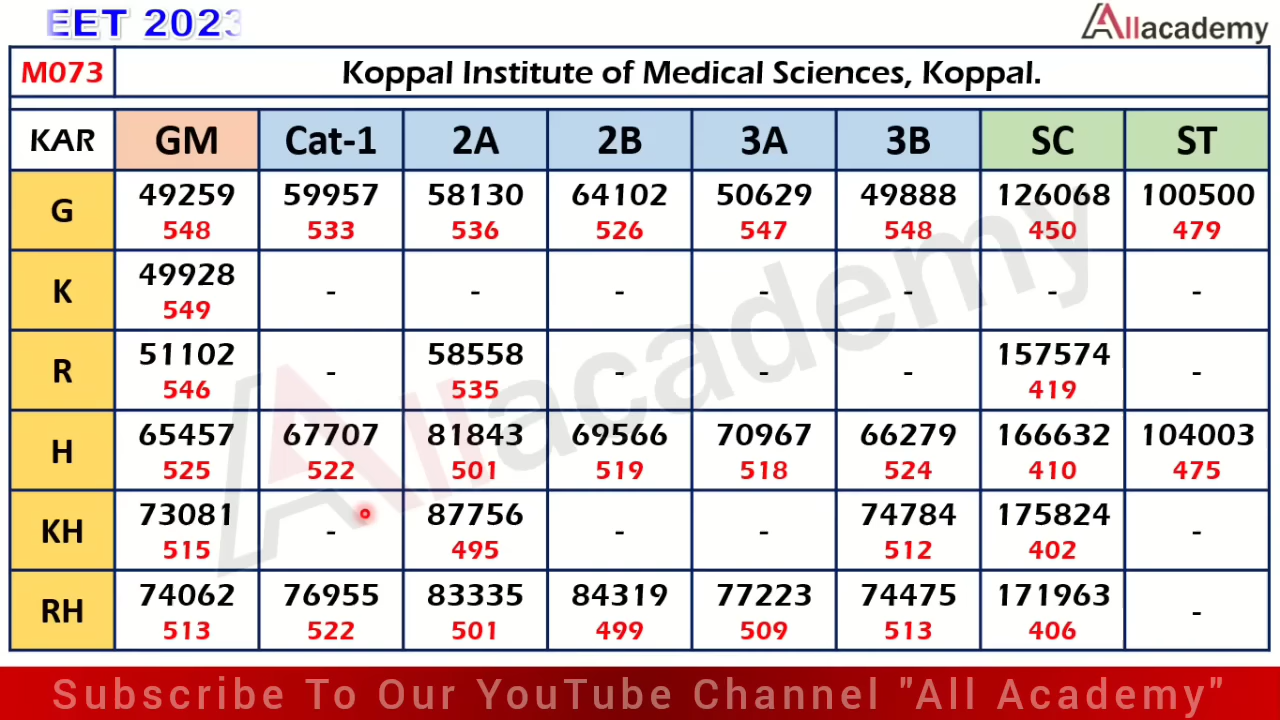 EET 2023
Allacademy
M073 Koppal Institute of Medical Sciences, Koppal.
KAR GM Cat-1 2A 2B 3A 3B SC ST
G 49259 59957 58130 64102 50629 49888 126068 100500
548 533 536 526 547 548 450 479
K 49928 - - - - - - -
549
R 51102 - 58558 - - - 157574 -
546 535 419
H 65457 67707 81843 69566 70967 66279 166632 104003
525 522 501 519 518 524 410 475
KH 73081 - 87756 - - 74784 175824 -
515 495 512 402
RH 74062 76955 83335 84319 77223 74475 171963 -
513 522 501 499 509 513 406
Allacademy
Subscribe To Our YouTube Channel "All Academy"